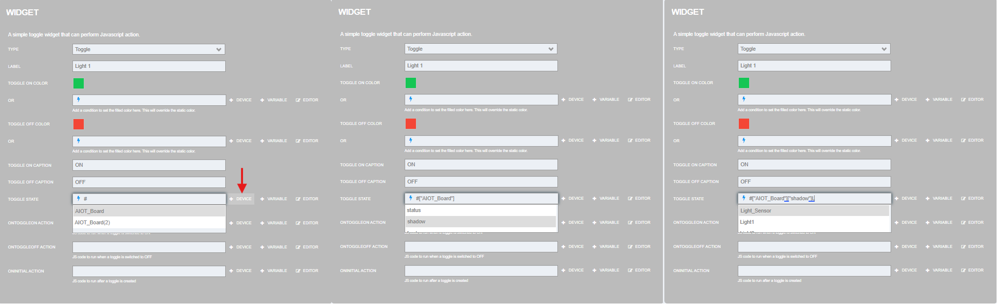 WIDGET
A simple toggle widget that can perform Javascript action.
TYPE Toggle
LABEL Light 1
TOGGLE ON COLOR
OR DEVICE VARIABLE EDITOR
Add a condition to set the filled color here. This will override the static color.
TOGGLE OFF COLOR
OR DEVICE VARIABLE EDITOR
Add a condition to set the filled color here. This will override the static color.
TOGGLE ON CAPTION ON
TOGGLE OFF CAPTION OFF
TOGGLE STATE # DEVICE VARIABLE EDITOR
AIOT_Board
ONTOGGLEON ACTION AIOT_Board(2) DEVICE VARIABLE EDITOR
JS code to run when a toggle is switched to ON
ONTOGGLEOFF ACTION DEVICE VARIABLE EDITOR
JS code to run when a toggle is switched to OFF
ONINITIAL ACTION DEVICE VARIABLE EDITOR
JS code to run after a toggle is created
WIDGET
A simple toggle widget that can perform Javascript action.
TYPE Toggle
LABEL Light 1
TOGGLE ON COLOR
OR DEVICE VARIABLE EDITOR
Add a condition to set the filled color here. This will override the static color.
TOGGLE OFF COLOR
OR DEVICE VARIABLE EDITOR
Add a condition to set the filled color here. This will override the static color.
TOGGLE ON CAPTION ON
TOGGLE OFF CAPTION OFF
TOGGLE STATE #["AIOT_Board"] DEVICE VARIABLE EDITOR
status
ONTOGGLEON ACTION shadow DEVICE VARIABLE EDITOR
ONTOGGLEOFF ACTION DEVICE VARIABLE EDITOR
JS code to run when a toggle is switched to OFF
ONINITIAL ACTION DEVICE VARIABLE EDITOR
JS code to run after a toggle is created
WIDGET
A simple toggle widget that can perform Javascript action.
TYPE Toggle
LABEL Light 1
TOGGLE ON COLOR
OR DEVICE VARIABLE EDITOR
Add a condition to set the filled color here. This will override the static color.
TOGGLE OFF COLOR
OR DEVICE VARIABLE EDITOR
Add a condition to set the filled color here. This will override the static color.
TOGGLE ON CAPTION ON
TOGGLE OFF CAPTION OFF
TOGGLE STATE #["AIOT_Board"]["shadow"]L DEVICE VARIABLE EDITOR
Light_Sensor
ONTOGGLEON ACTION Light1 DEVICE VARIABLE EDITOR
ONTOGGLEOFF ACTION DEVICE VARIABLE EDITOR
JS code to run when a toggle is switched to OFF
ONINITIAL ACTION DEVICE VARIABLE EDITOR
JS code to run after a toggle is created